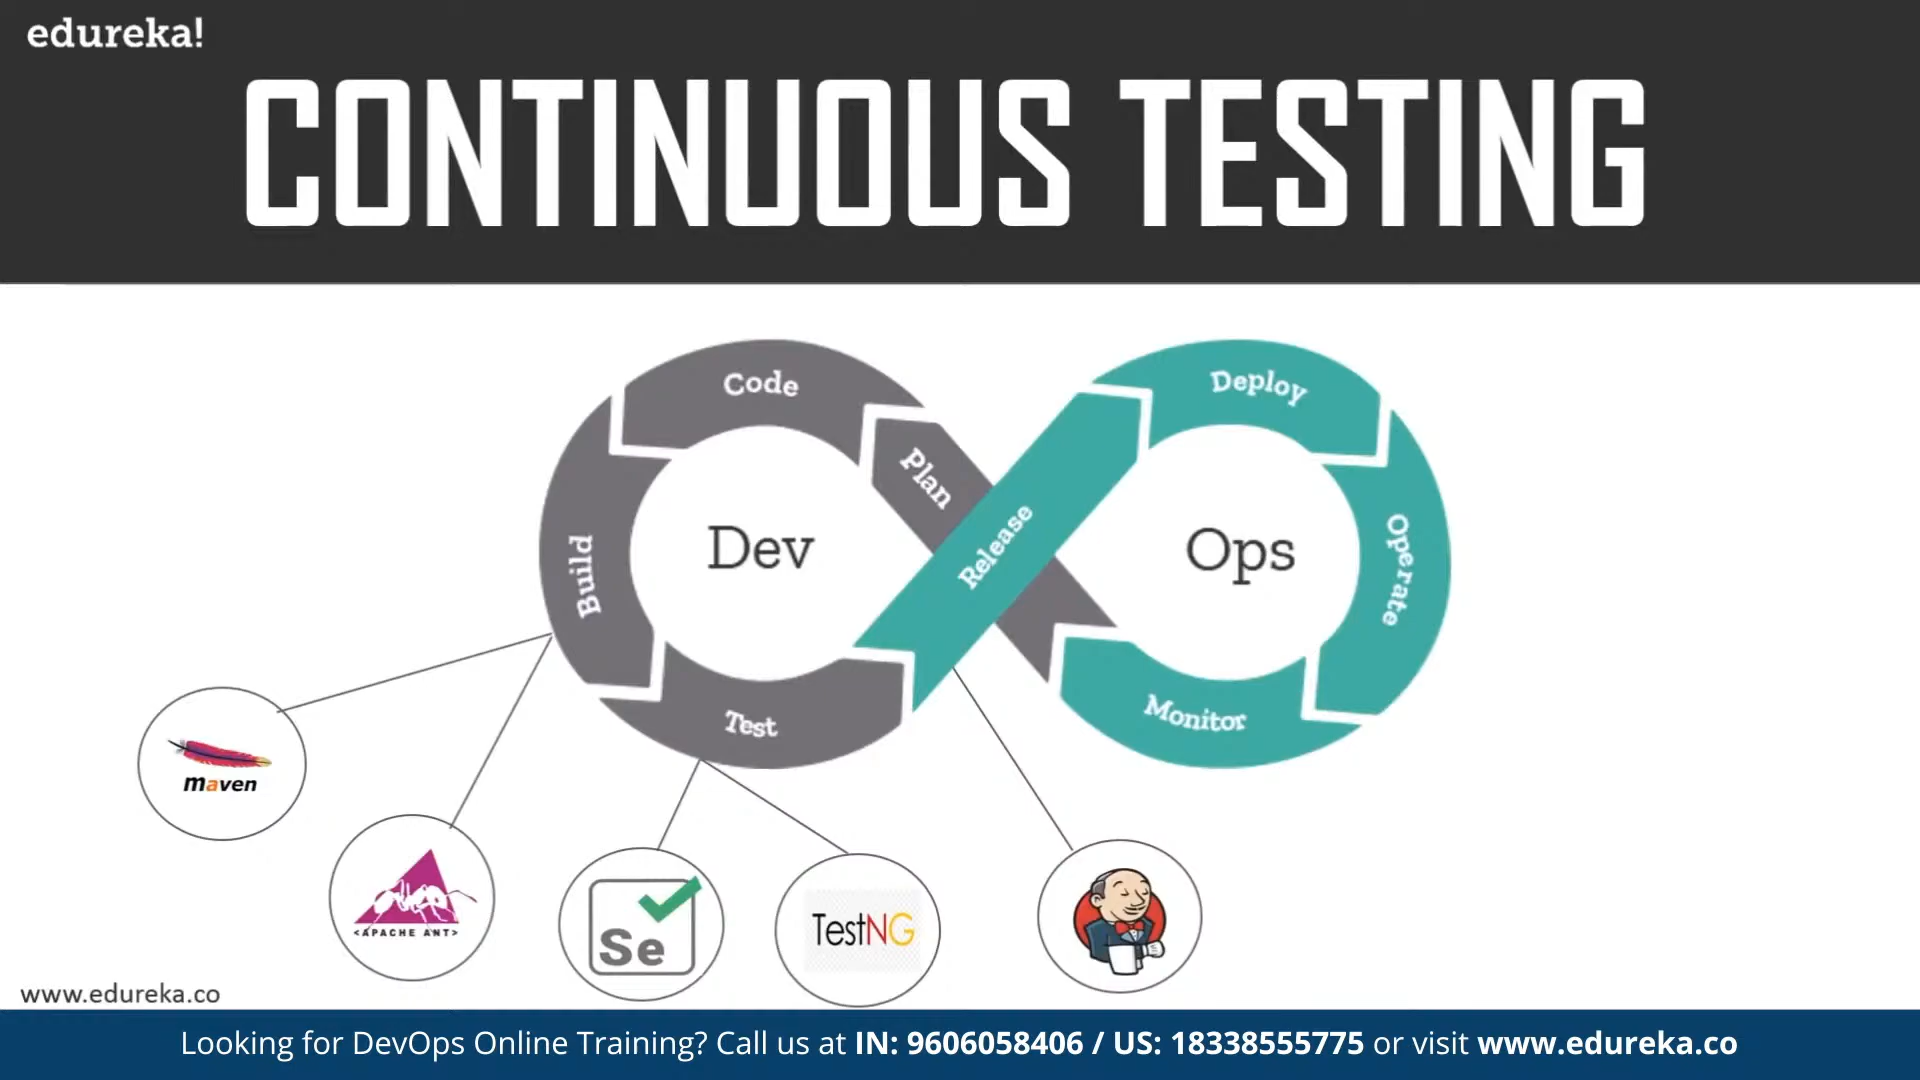 edureka!
CONTINUOUS TESTING
Code
Deploy
Plan
Build
Dev
Release
Ops
Operate
Test
Monitor
maven
<APACHE ANT>
Se
TestNG
www.edureka.co
Looking for DevOps Online Training? Call us at IN: 9606058406 / US: 18338555775 or visit www.edureka.co